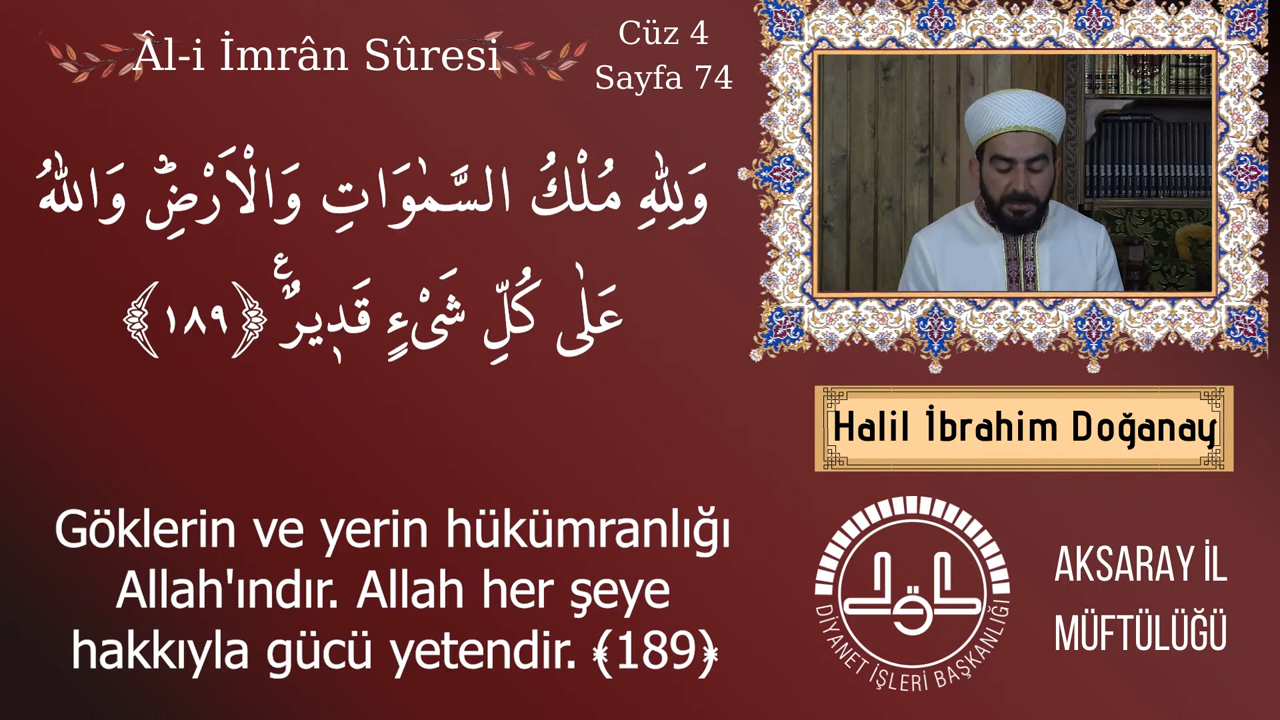 Âl-i İmrân Sûresi
Cüz 4
Sayfa 74
وَلِلّٰهِ مُلْكُ السَّمٰوَاتِ وَالْاَرْضِۜ وَاللّٰهُ
عَلٰى كُلِّ شَىْءٍ قَد۪يرٌ۟ ﴿١٨٩﴾
Halil İbrahim Doğanay
Göklerin ve yerin hükümranlığı
Allah'ındır. Allah her şeye
hakkıyla gücü yetendir. ﴾189﴿
DİYANET İŞLERİ BAŞKANLIĞI
AKSARAY İL
MÜFTÜLÜĞÜ